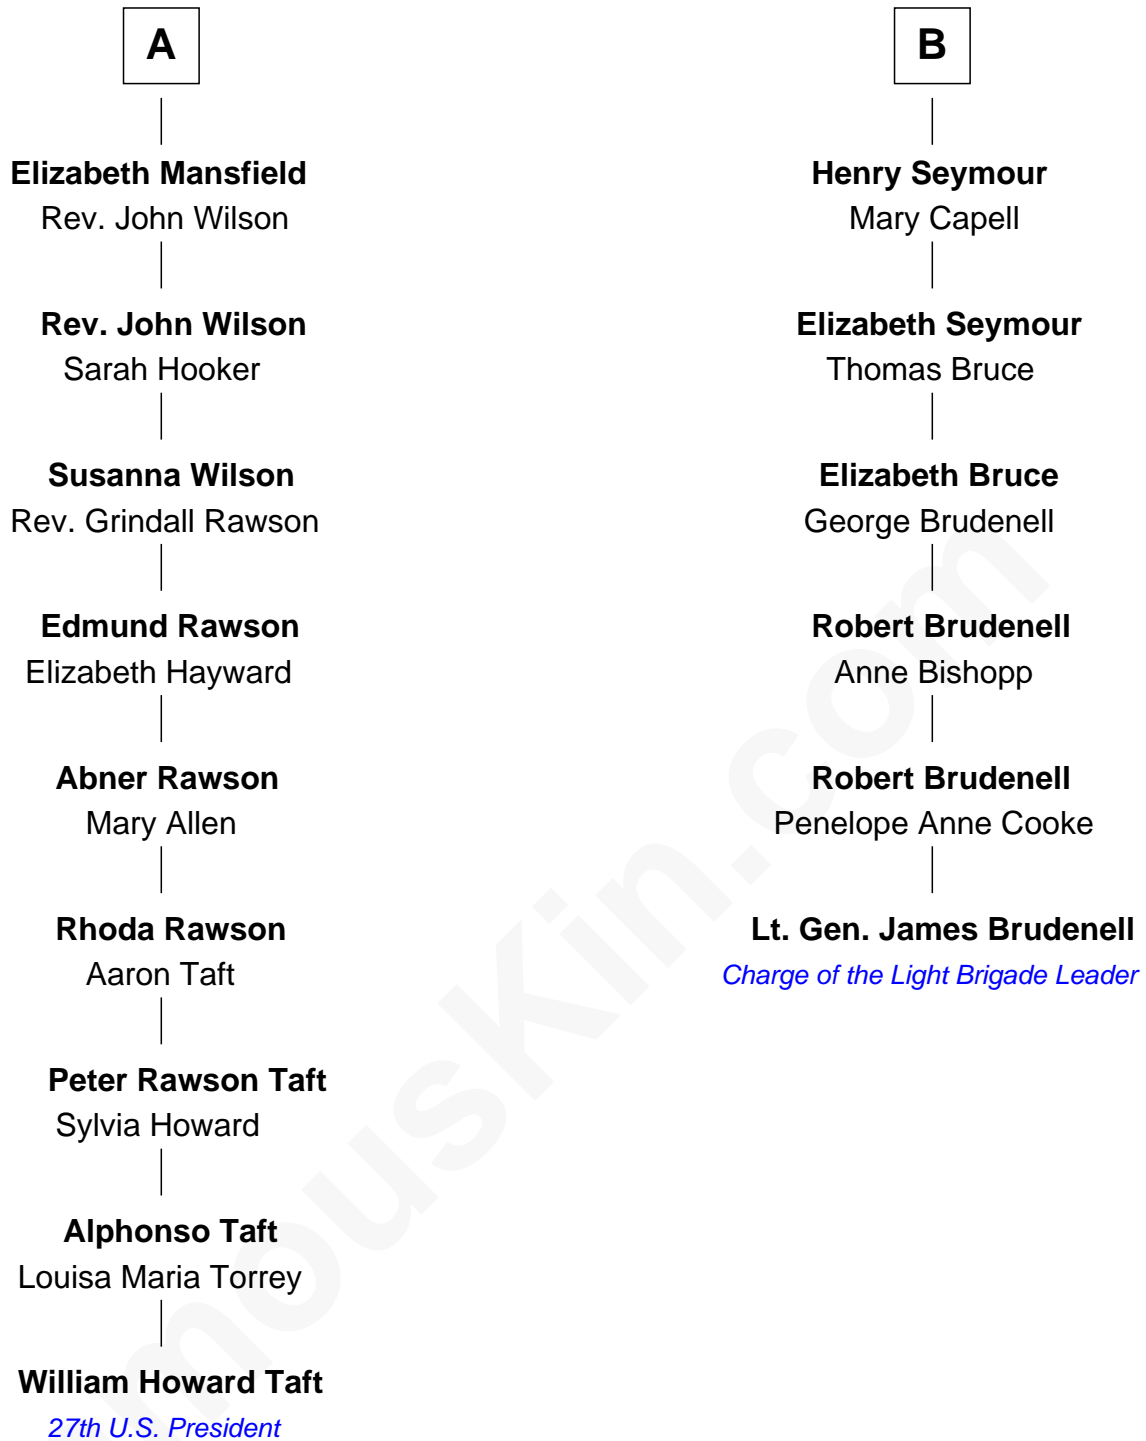 A
Elizabeth Mansfield
Rev. John Wilson
Rev. John Wilson
Sarah Hooker
Susanna Wilson
Rev. Grindall Rawson
Edmund Rawson
Elizabeth Hayward
Abner Rawson
Mary Allen
Rhoda Rawson
Aaron Taft
Peter Rawson Taft
Sylvia Howard
Alphonso Taft
Louisa Maria Torrey
William Howard Taft
27th U.S. President
B
Henry Seymour
Mary Capell
Elizabeth Seymour
Thomas Bruce
Elizabeth Bruce
George Brudenell
Robert Brudenell
Anne Bishopp
Robert Brudenell
Penelope Anne Cooke
Lt. Gen. James Brudenell
Charge of the Light Brigade Leader
mousKin.com